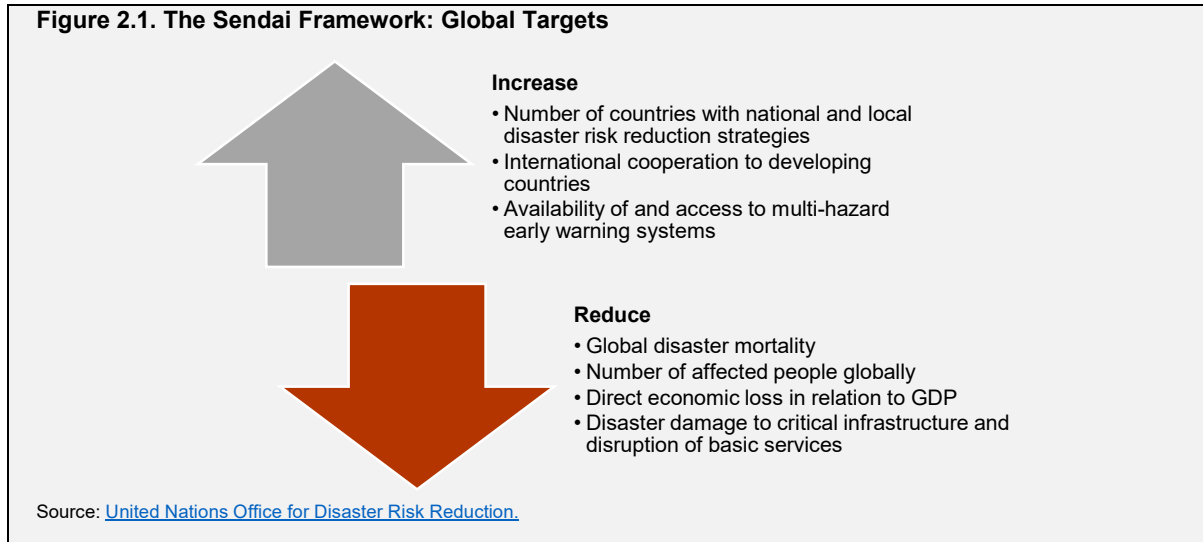 Figure 2.1. The Sendai Framework: Global Targets
Increase
• Number of countries with national and local
disaster risk reduction strategies
• International cooperation to developing
countries
• Availability of and access to multi-hazard
early warning systems
Reduce
• Global disaster mortality
• Number of affected people globally
• Direct economic loss in relation to GDP
• Disaster damage to critical infrastructure and
disruption of basic services
Source: United Nations Office for Disaster Risk Reduction.